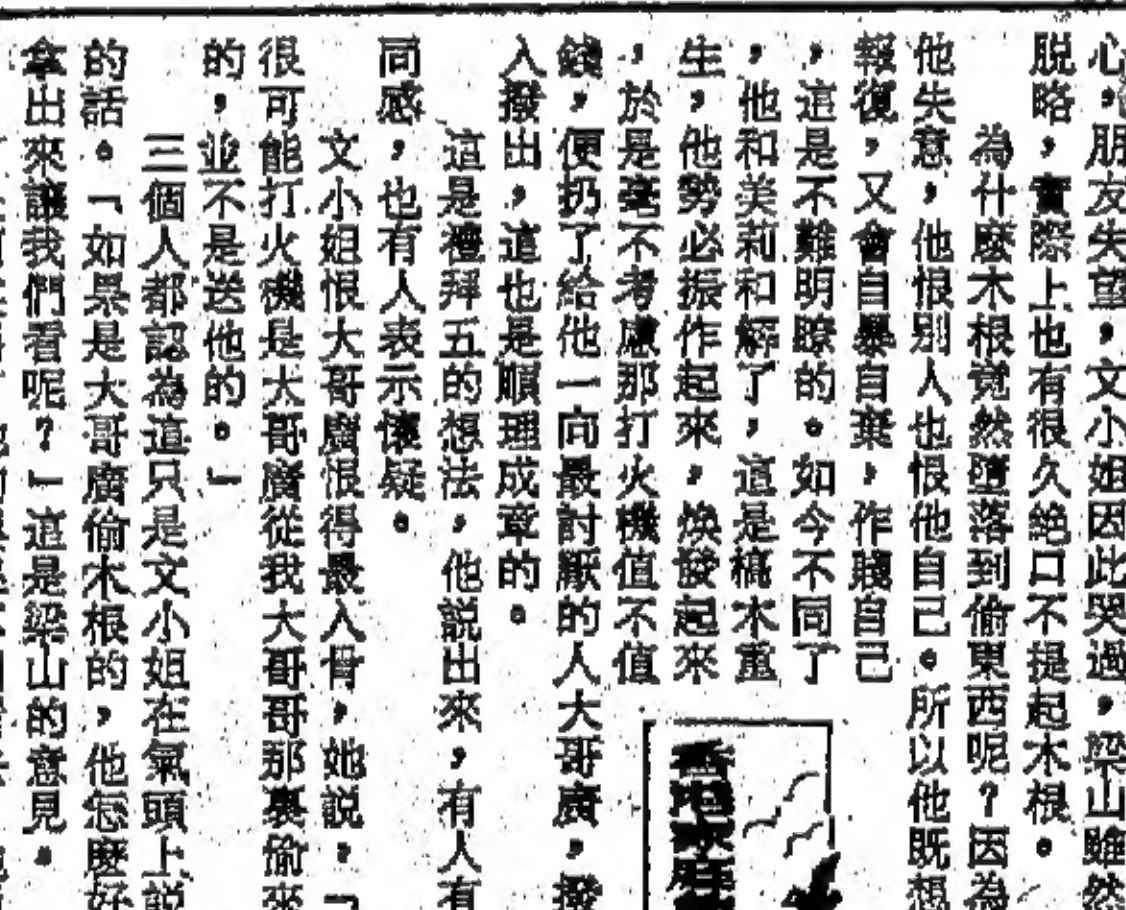 心，朋友失望，文小姐因此哭過，梁山雖然
脫略，實際上也有很久絶口不提起木根。
為什麼木根覚然墮落到偷東西呢？因為
他失意，他恨別人也恨他自己。所以他既想
報復，又會自暴自棄，作賤自己
，這是不難明瞭的。如今不同了
，他和美莉和解了，這是槁木重
生，他勢必振作起來，煥發起來
，於是毫不考慮那打火機值不值
錢，便扔了給他一向最討厭的人大哥廣，撥
入撥出，這也是順理成章的。
這是禮拜五的想法，他説出來，有人有
同感，也有人表示懷疑。
文小姐恨大哥廣恨得最入骨，她説：「
很可能打火機是大哥廣從我大哥哥那裏偷來
的，並不是送他的。」
三個人都認為這只是文小姐在氣頭上説
的話。「如果是大哥廣偷木根的，他怎麼好
拿出來讓我們看呢？」這是梁山的意見。